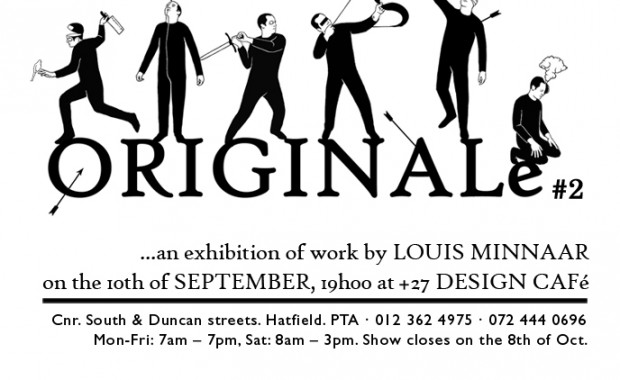 ORIGINALé #2
...an exhibition of work by LOUIS MINNAAR
on the 10th of SEPTEMBER, 19h00 at +27 DESIGN CAFé
Cnr. South & Duncan streets. Hatfield. PTA · 012 362 4975 · 072 444 0696
Mon-Fri: 7am – 7pm, Sat: 8am – 3pm. Show closes on the 8th of Oct.